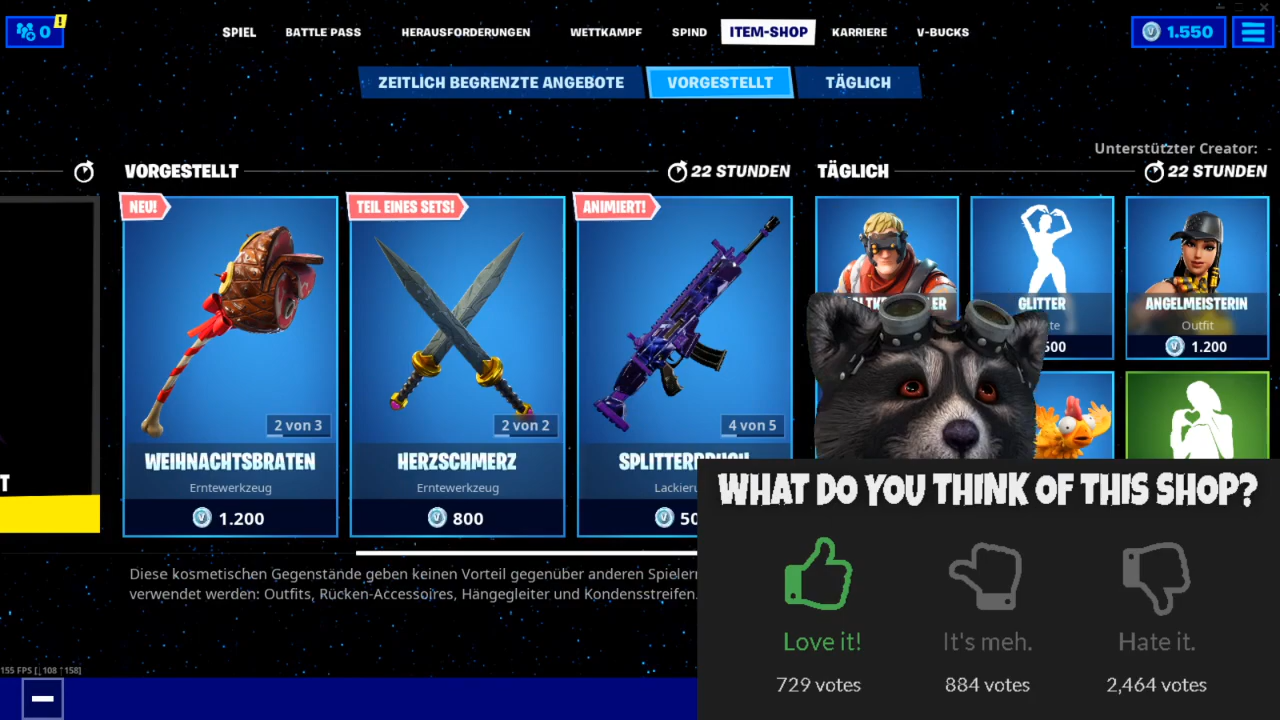 0
!
SPIEL
BATTLE PASS
HERAUSFORDERUNGEN
WETTKAMPF
SPIND
ITEM-SHOP
KARRIERE
V-BUCKS
1.550
ZEITLICH BEGRENZTE ANGEBOTE
VORGESTELLT
TÄGLICH
Unterstützter Creator: -
VORGESTELLT
22 STUNDEN
TÄGLICH
22 STUNDEN
NEU!
2 von 3
WEIHNACHTSBRATEN
Erntewerkzeug
1.200
TEIL EINES SETS!
2 von 2
HERZSCHMERZ
Erntewerkzeug
800
ANIMIERT!
4 von 5
GLITTER
ANGELMEISTERIN
Outfit
1.200
T
Diese kosmetischen Gegenstände geben keinen Vorteil gegenüber anderen Spielern
verwendet werden: Outfits, Rücken-Accessoires, Hängegleiter und Kondensstreifen.
WHAT DO YOU THINK OF THIS SHOP?
Love it!
It's meh.
Hate it.
729 votes
884 votes
2,464 votes
155 FPS [↓108 ↑158]